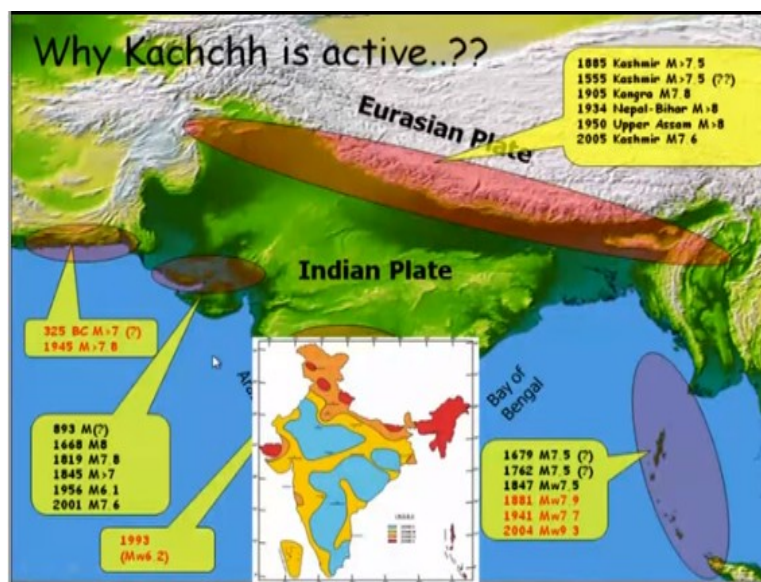 Why Kachchh is active..??
1885 Kashmir M>7.5
1555 Kashmir M>7.5 (??)
1905 Kangra M7.8
1934 Nepal-Bihar M>8
1950 Upper Assam M>8
2005 Kashmir M7.6
Eurasian Plate
Indian Plate
325 BC M>7 (?)
1945 M>7.8
893 M(?)
1668 M8
1819 M7.8
1845 M>7
1956 M6.1
2001 M7.6
1993
(Mw6.2)
Bay of
Bengal
1679 M7.5 (?)
1762 M7.5 (?)
1847 Mw7.5
1881 Mw7.9
1941 Mw7.7
2004 Mw9.3